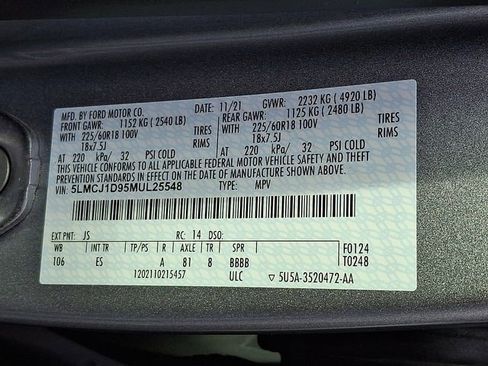 MFD. BY FORD MOTOR CO. 11/21 GVWR: 2232 KG ( 4920 LB)
FRONT GAWR: 1152 KG ( 2540 LB) REAR GAWR: 1125 KG ( 2480 LB)
WITH 225/60R18 100V TIRES WITH 225/60R18 100V TIRES
18x7.5J RIMS 18x7.5J RIMS
AT 220 kPa/ 32 PSI COLD AT 220 kPa/ 32 PSI COLD
THIS VEHICLE CONFORMS TO ALL APPLICABLE FEDERAL MOTOR VEHICLE SAFETY AND THEFT
PREVENTION STANDARDS IN EFFECT ON THE DATE OF MANUFACTURE SHOWN ABOVE.
VIN: 5LMCJ1D95MUL25548 TYPE: MPV
EXT PNT: JS RC: 14 DSO:
WB INT TR TP/PS R AXLE TR SPR F0124
106 ES A 81 8 BBBB T0248
1202110215457 ULC ▽ 5U5A-3520472-AA